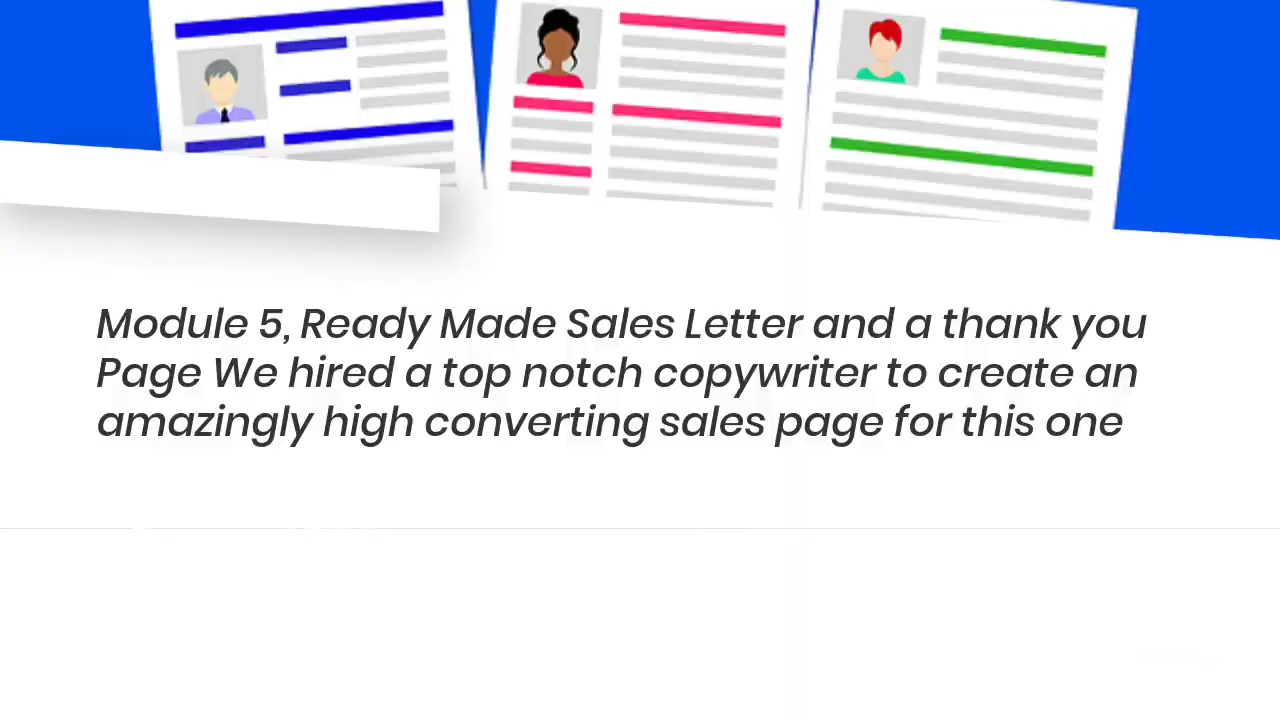 Module 5, Ready Made Sales Letter and a thank you
Page We hired a top notch copywriter to create an
amazingly high converting sales page for this one